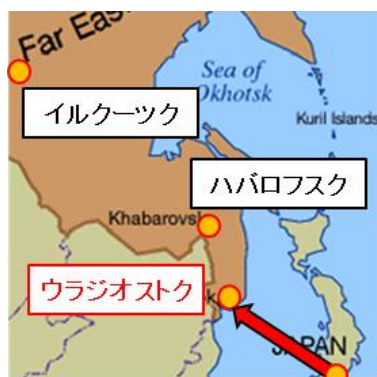 Far East
Sea of
Okhotsk
イルクーツク
Kuril Islands
ハバロフスク
Khabarovsk
ウラジオストク
k
JAPAN